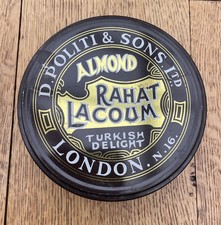 D. POLITI & SONS. LTD
ALMOND
RAHAT
LACOUM
TURKISH
DELIGHT
LONDON. N.16.